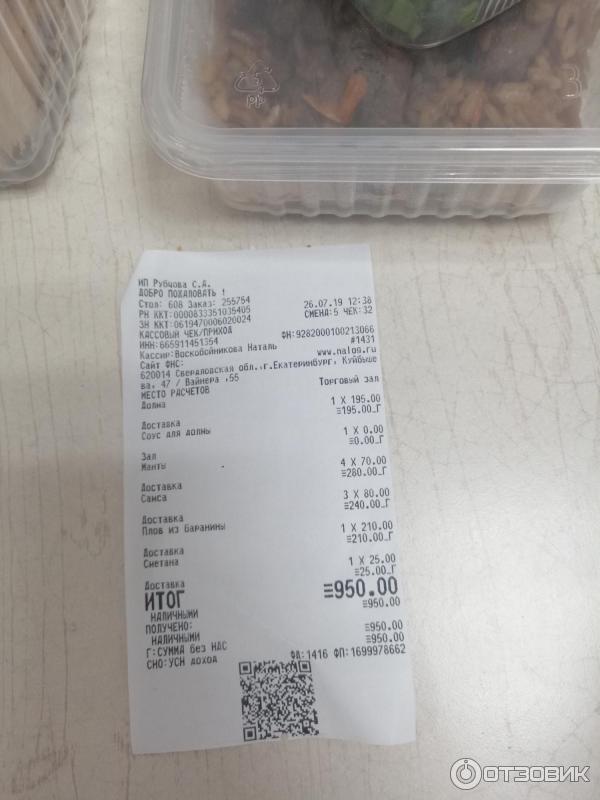 PP
3
ИП Рубцова С.А.
ДОБРО ПОЖАЛОВАТЬ !
Стол: 608 Заказ: 255754 26.07.19 12:38
РН ККТ:0000833351035405 СМЕНА:5 ЧЕК:32
ЗН ККТ:0619470006020024
КАССОВЫЙ ЧЕК/ПРИХОД ФН:9282000100213066
ИНН:665911451354 #1431
Кассир:Воскобойникова Наталь www.nalog.ru
Сайт ФНС:
620014 Свердловская обл.,г.Екатеринбург, Куйбыше
ва, 47 / Вайнера ,55
МЕСТО РАСЧЕТОВ Торговый зал
Долма 1 X 195.00
≡195.00_Г
Доставка
Соус для долмы 1 X 0.00
≡0.00_Г
Зал
Манты 4 X 70.00
≡280.00_Г
Доставка
Самса 3 X 80.00
≡240.00_Г
Доставка
Плов из баранины 1 X 210.00
≡210.00_Г
Доставка
Сметана 1 X 25.00
≡25.00_Г
Доставка
ИТОГ ≡950.00
НАЛИЧНЫМИ ≡950.00
ПОЛУЧЕНО:
НАЛИЧНЫМИ ≡950.00
Г:СУММА без НДС ≡950.00
СНО:УСН доход ФД:1416 ФП:1699978662
ОТЗОВИК